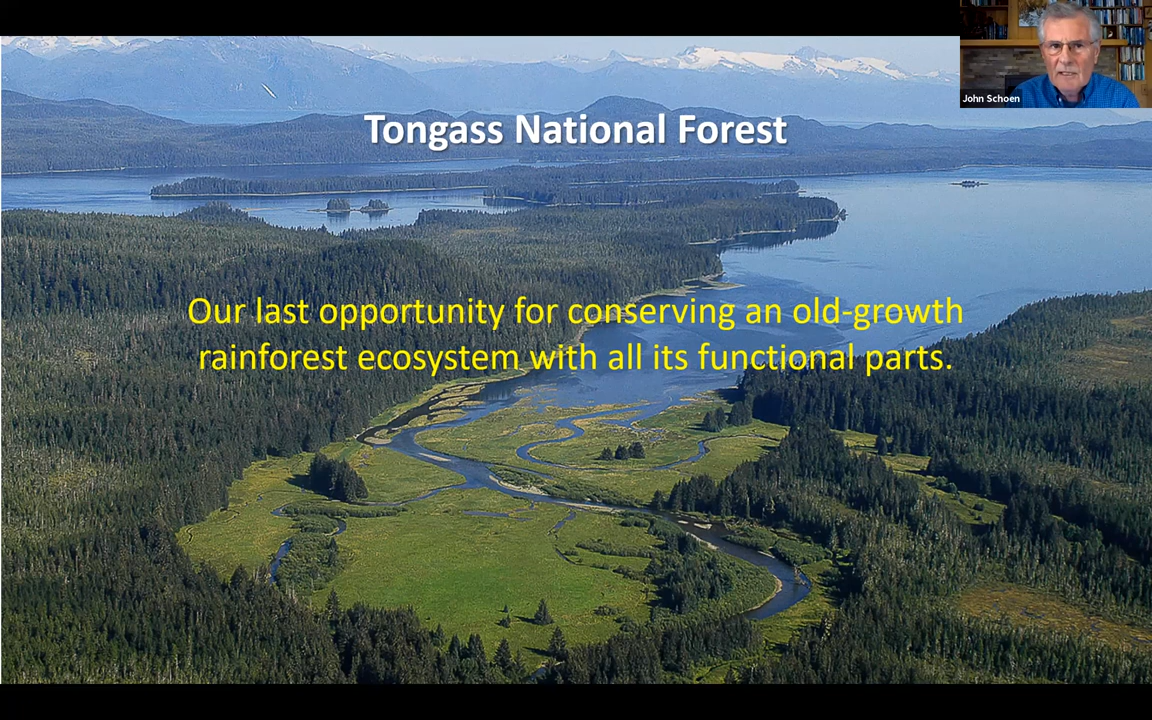 John Schoen
Tongass National Forest
Our last opportunity for conserving an old-growth
rainforest ecosystem with all its functional parts.